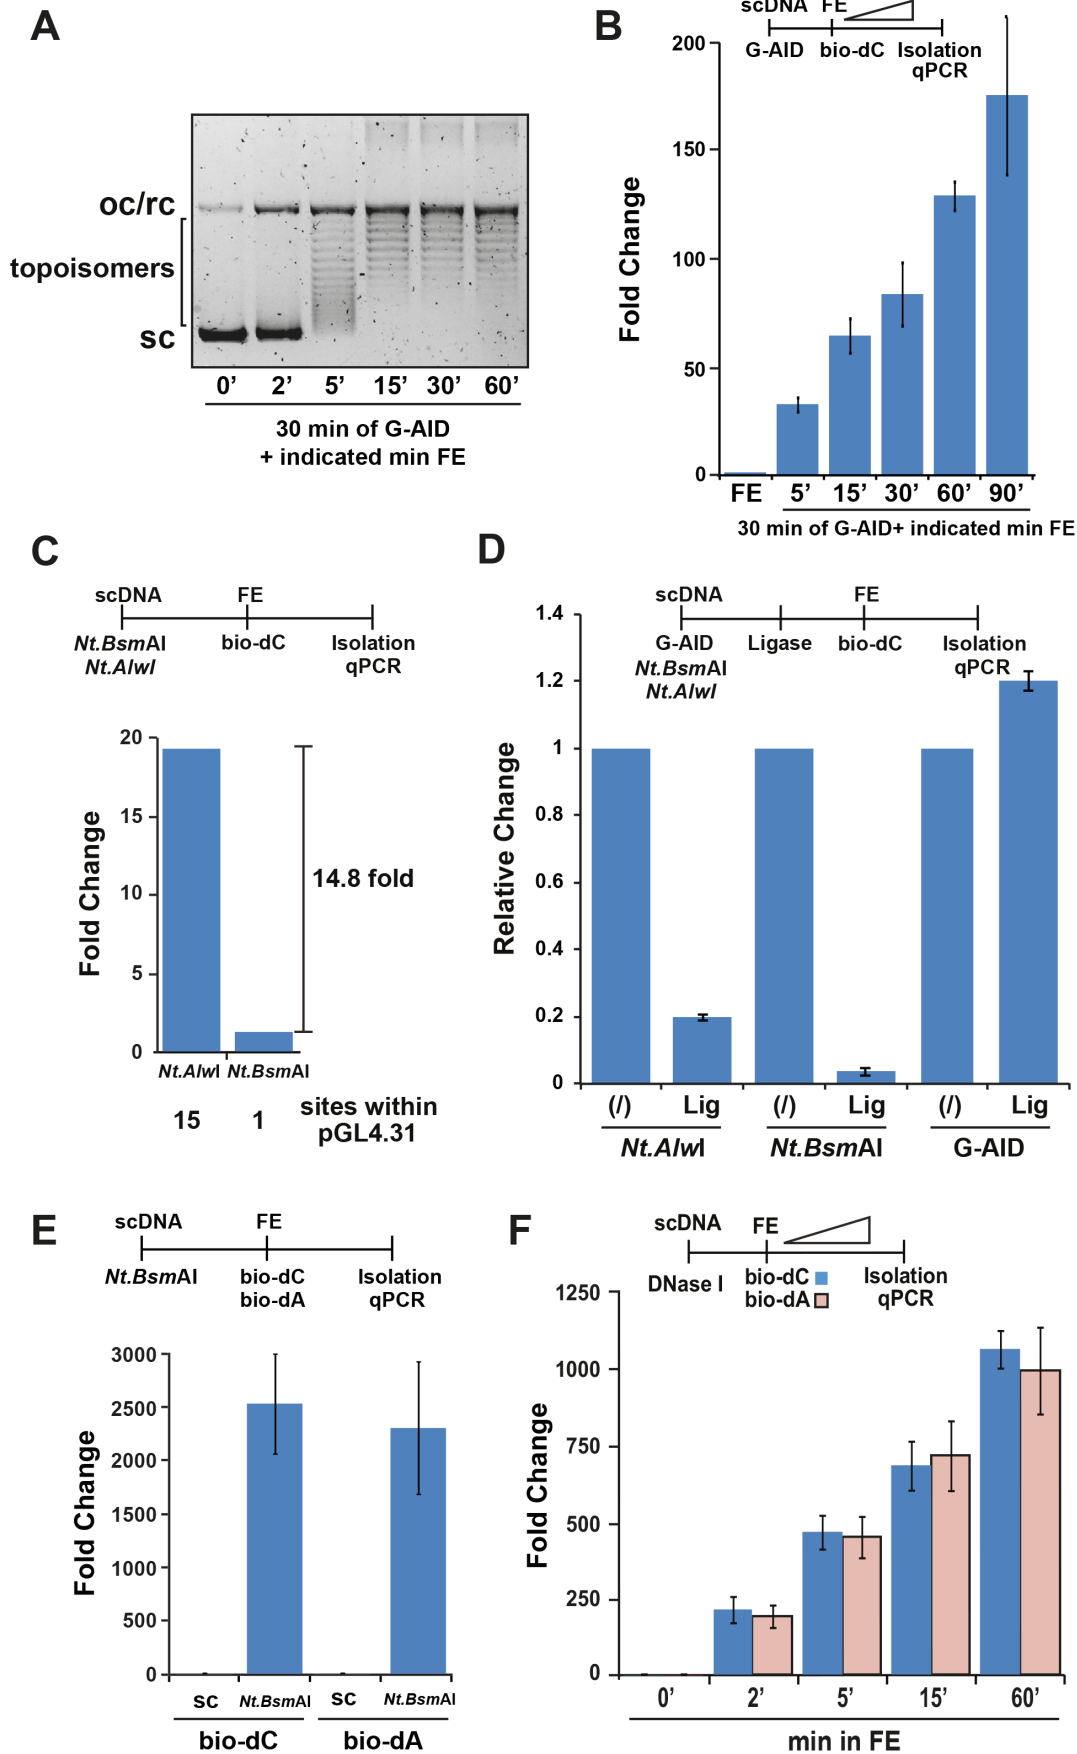 A
oc/rc
topoisomers
sc
0’ 2’ 5’ 15’ 30’ 60’
30 min of G-AID
+ indicated min FE
B
scDNA FE
G-AID bio-dC Isolation
qPCR
Fold Change
200
150
100
50
0
FE 5’ 15’ 30’ 60’ 90’
30 min of G-AID+ indicated min FE
C
scDNA FE
Nt.BsmAI bio-dC Isolation
Nt.AlwI qPCR
Fold Change
20
15
10
5
0
14.8 fold
Nt.AlwI Nt.BsmAI
15 1 sites within
pGL4.31
D
scDNA FE
G-AID Ligase bio-dC Isolation
Nt.BsmAI qPCR
Nt.AlwI
Relative Change
1.4
1.2
1
0.8
0.6
0.4
0.2
0
(/) Lig (/) Lig (/) Lig
Nt.AlwI Nt.BsmAI G-AID
E
scDNA FE
Nt.BsmAI bio-dC Isolation
bio-dA qPCR
Fold Change
3000
2500
2000
1500
1000
500
0
sc Nt.BsmAI sc Nt.BsmAI
bio-dC bio-dA
F
scDNA FE
DNase I bio-dC Isolation
bio-dA qPCR
Fold Change
1250
1000
750
500
250
0
0’ 2’ 5’ 15’ 60’
min in FE